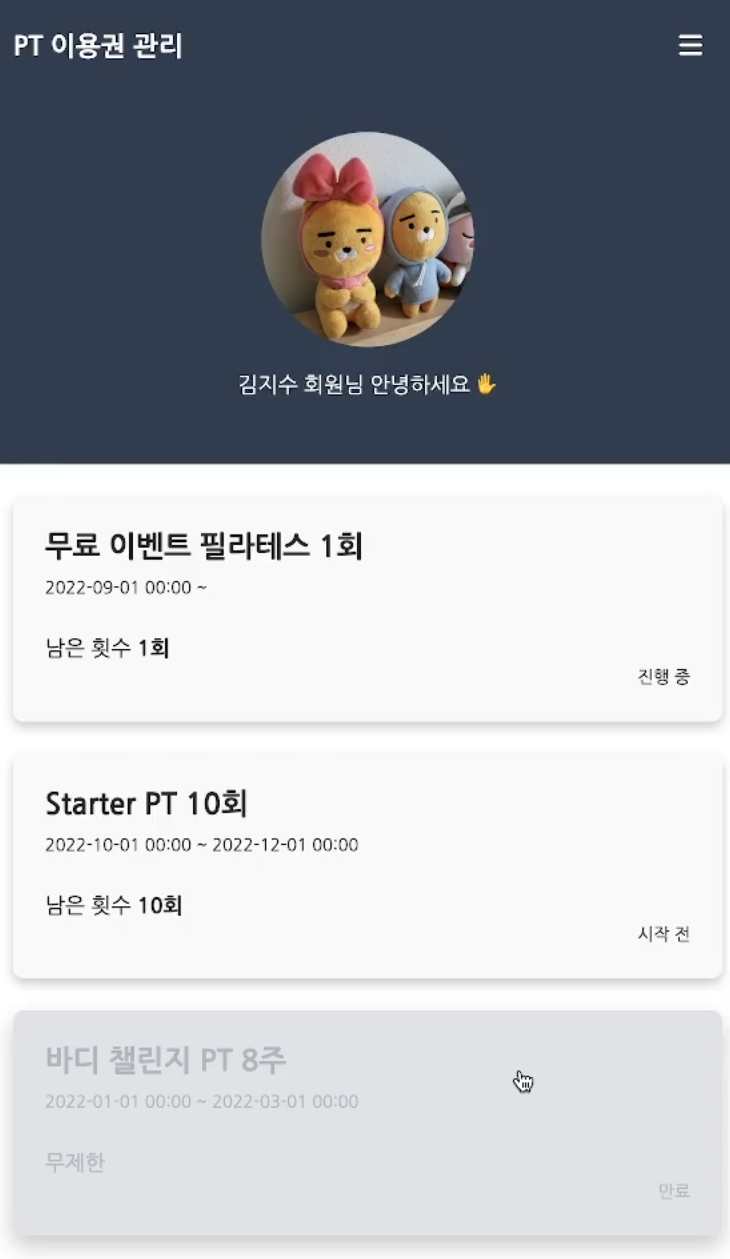 PT 이용권 관리
김지수 회원님 안녕하세요 ✋
무료 이벤트 필라테스 1회
2022-09-01 00:00 ~
남은 횟수 1회
진행 중
Starter PT 10회
2022-10-01 00:00 ~ 2022-12-01 00:00
남은 횟수 10회
시작 전
바디 챌린지 PT 8주
2022-01-01 00:00 ~ 2022-03-01 00:00
무제한
만료